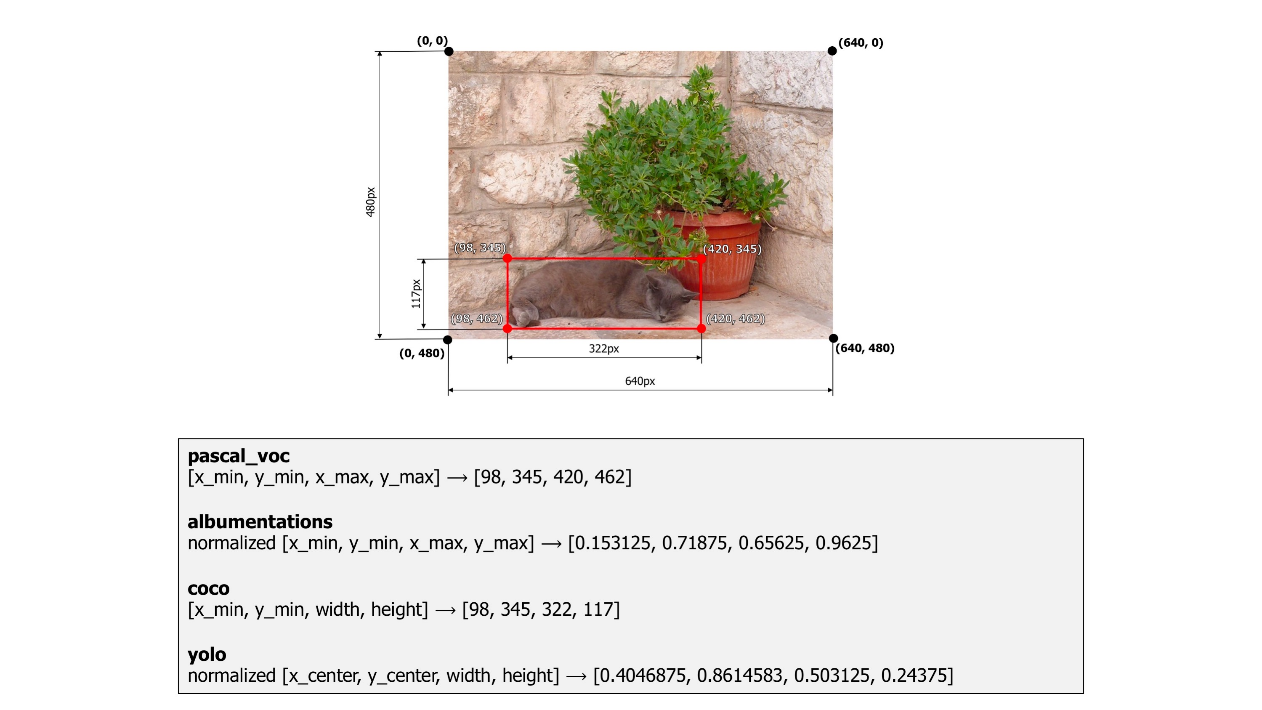 (0, 0)
(640, 0)
480px
(98, 345)
(420, 345)
117px
(98, 462)
(420, 462)
(0, 480)
322px
(640, 480)
640px
pascal_voc
[x_min, y_min, x_max, y_max] ⟶ [98, 345, 420, 462]
albumentations
normalized [x_min, y_min, x_max, y_max] ⟶ [0.153125, 0.71875, 0.65625, 0.9625]
coco
[x_min, y_min, width, height] ⟶ [98, 345, 322, 117]
yolo
normalized [x_center, y_center, width, height] ⟶ [0.4046875, 0.8614583, 0.503125, 0.24375]